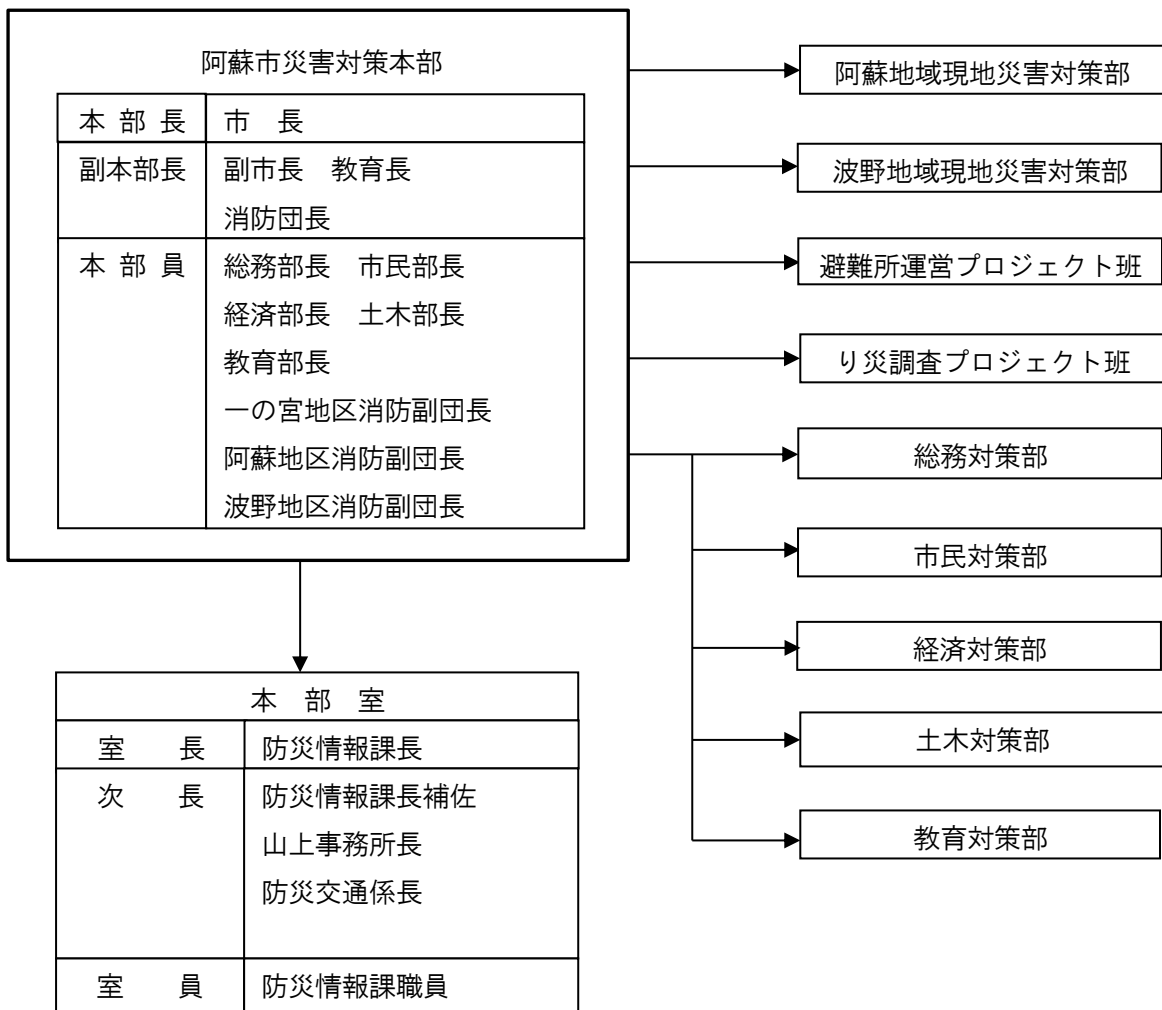 阿蘇市災害対策本部
本 部 長 市　長
副本部長 副市長　教育長
消防団長
本 部 員 総務部長　市民部長
経済部長　土木部長
教育部長
一の宮地区消防副団長
阿蘇地区消防副団長
波野地区消防副団長
阿蘇地域現地災害対策部
波野地域現地災害対策部
避難所運営プロジェクト班
り災調査プロジェクト班
総務対策部
市民対策部
経済対策部
土木対策部
教育対策部
本　部　室
室　　長 防災情報課長
次　　長 防災情報課長補佐
山上事務所長
防災交通係長
室　　員 防災情報課職員